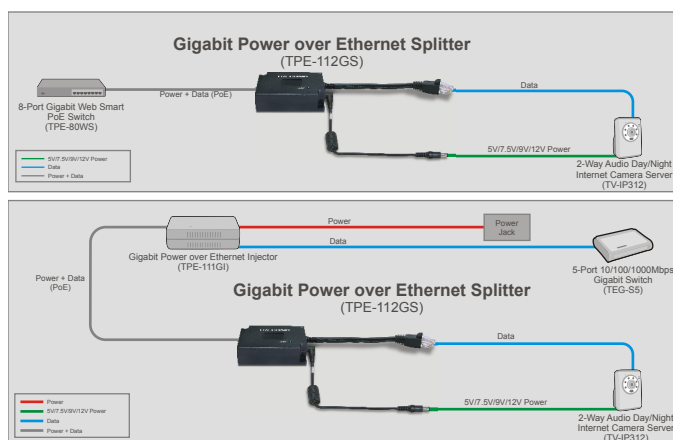 Gigabit Power over Ethernet Splitter
(TPE-112GS)
Power + Data (PoE)
Data
8-Port Gigabit Web Smart
PoE Switch
(TPE-80WS)
5V/7.5V/9V/12V Power
2-Way Audio Day/Night
Internet Camera Server
(TV-IP312)
5V/7.5V/9V/12V Power
Data
Power + Data
Power
Power
Jack
Data
Gigabit Power over Ethernet Injector
(TPE-111GI)
5-Port 10/100/1000Mbps
Gigabit Switch
(TEG-S5)
Power + Data
(PoE)
Gigabit Power over Ethernet Splitter
(TPE-112GS)
Data
5V/7.5V/9V/12V Power
2-Way Audio Day/Night
Internet Camera Server
(TV-IP312)
Power
5V/7.5V/9V/12V Power
Data
Power + Data